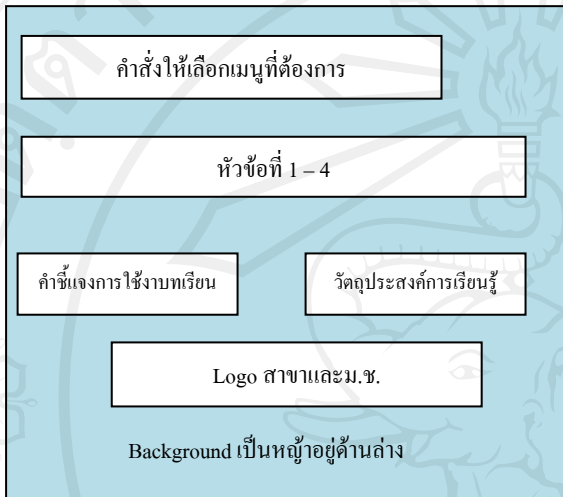 คำสั่งให้เลือกเมนูที่ต้องการ
หัวข้อที่ 1 – 4
คำชี้แจงการใช้งาบทเรียน
วัตถุประสงค์การเรียนรู้
Logo สาขาและม.ช.
Background เป็นหญ้าอยู่ด้านล่าง